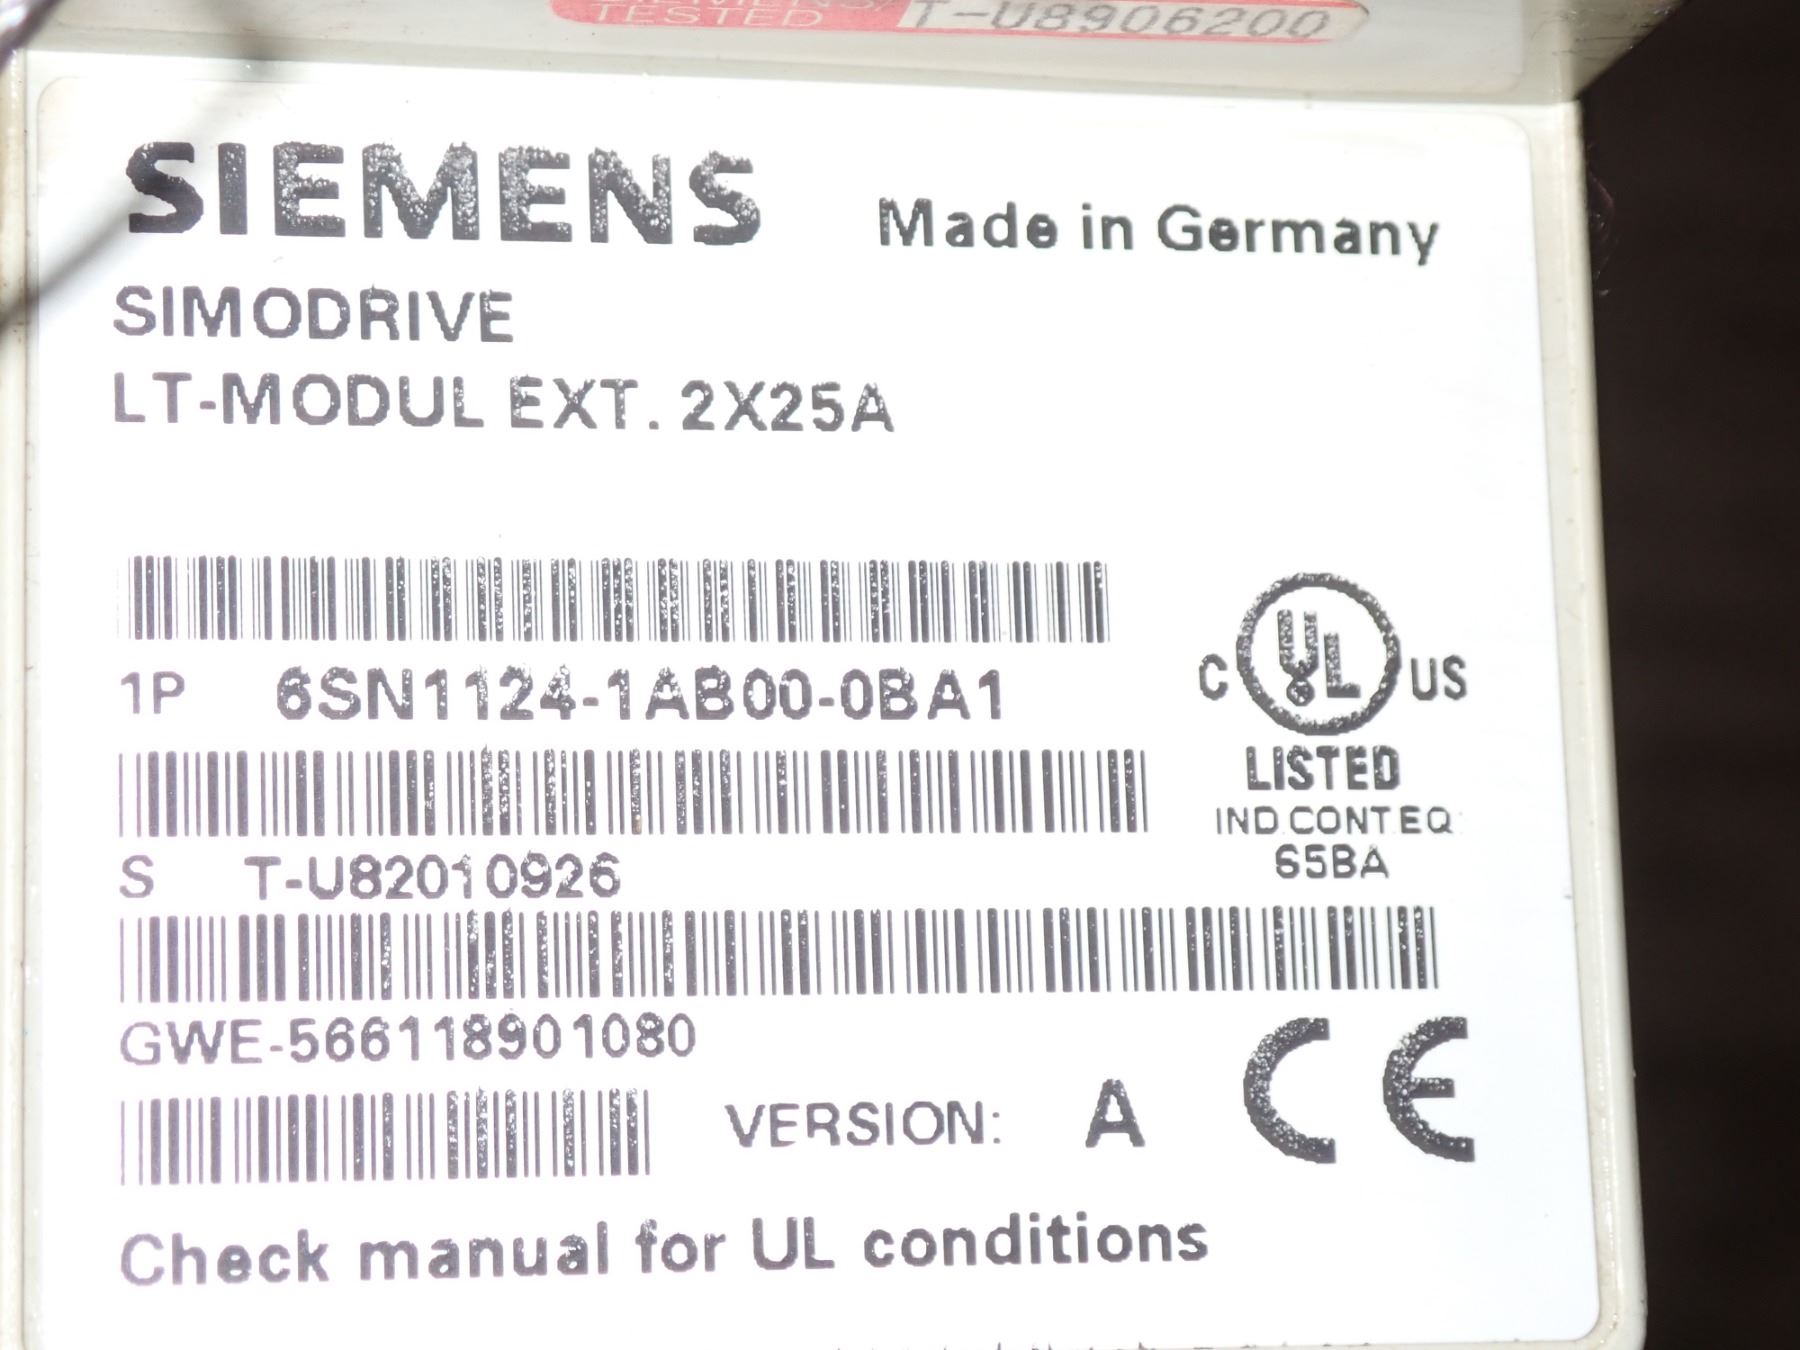 TESTED T-U8906200
SIEMENS Made in Germany
SIMODRIVE
LT-MODUL EXT. 2X25A
1P 6SN1124-1AB00-0BA1
C UL US
LISTED
IND.CONT.EQ.
65BA
S T-U82010926
GWE-566118901080
VERSION: A CE
Check manual for UL conditions